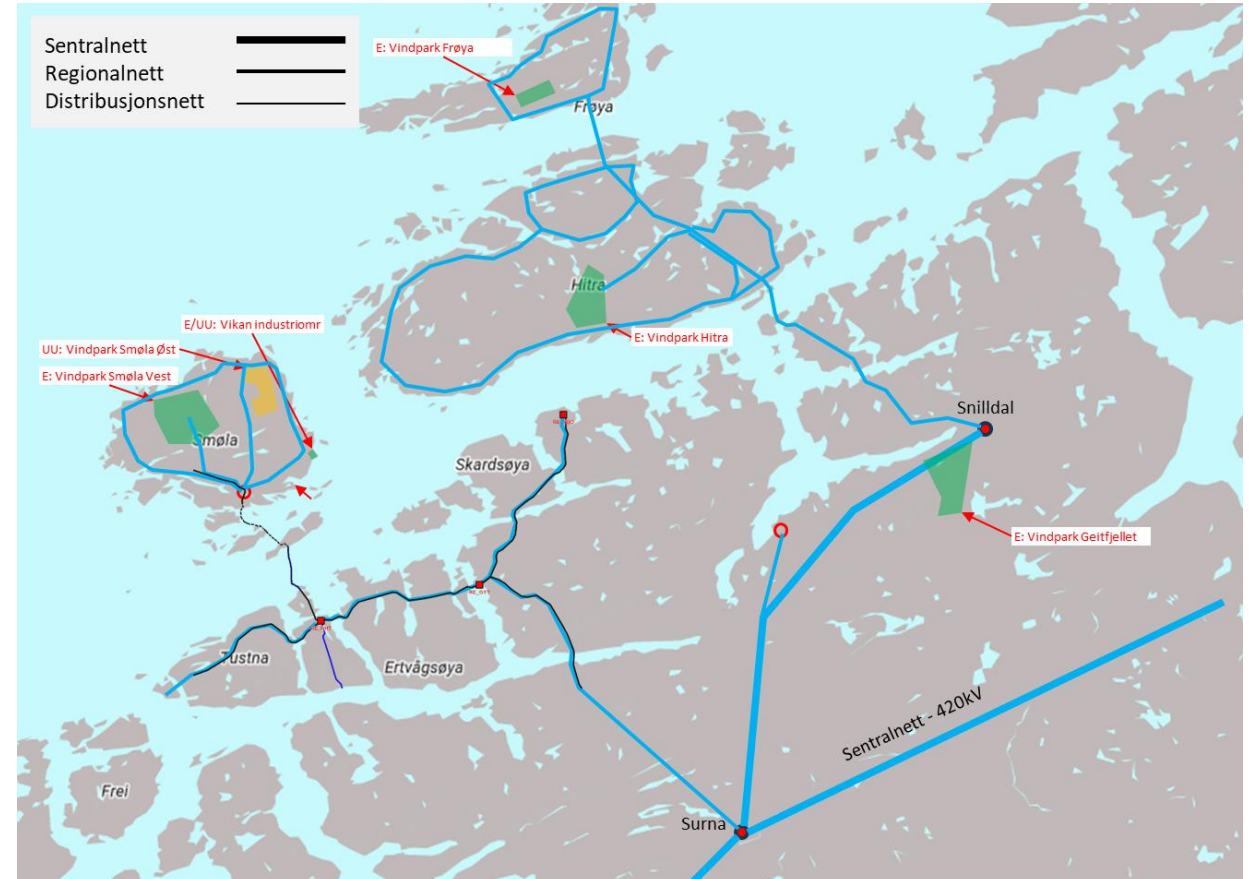 Sentralnett
Regionalnett
Distribusjonsnett
E: Vindpark Frøya
Frøya
Hitra
E/UU: Vikan industriomr
E: Vindpark Hitra
UU: Vindpark Smøla Øst
E: Vindpark Smøla Vest
Snilldal
Smøla
Skardsøya
E: Vindpark Geitfjellet
Tustna
Ertvågsøya
Sentralnett - 420kV
Frei
Surna